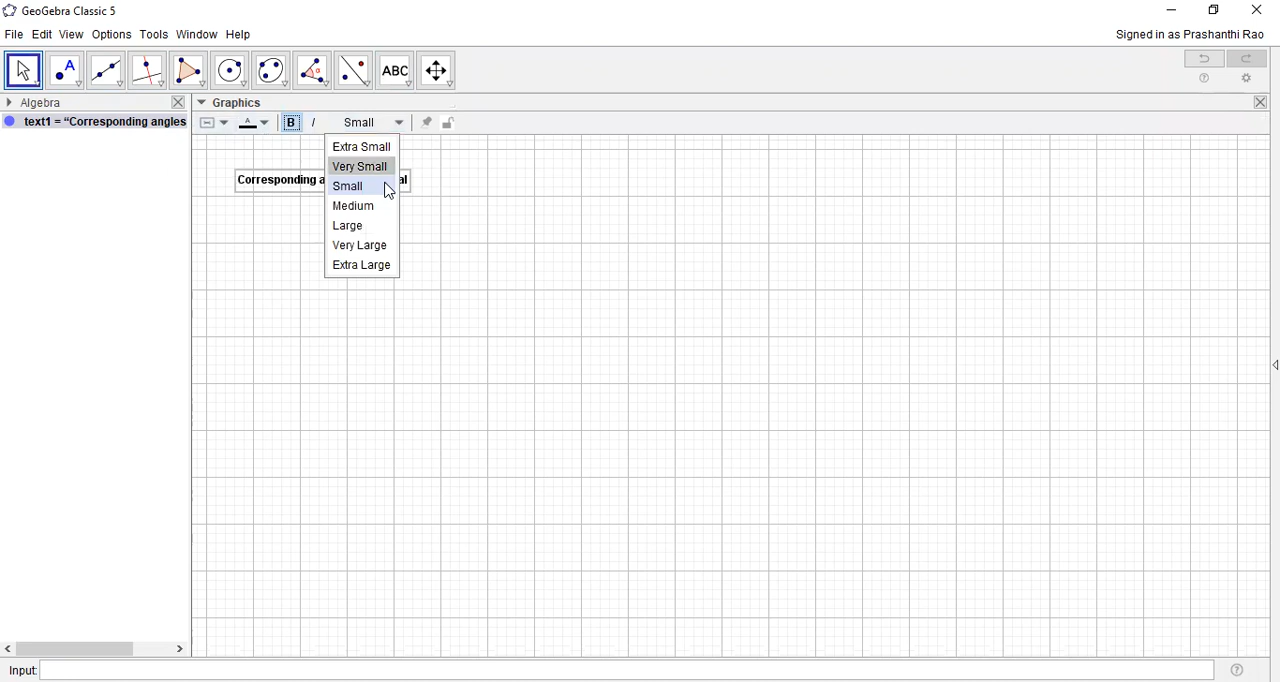 GeoGebra Classic 5
File Edit View Options Tools Window Help
Signed in as Prashanthi Rao
A
ABC
Algebra
Graphics
text1 = “Corresponding angles
A
B I Small
Extra Small
Very Small
Small
Medium
Large
Very Large
Extra Large
Corresponding a al
Input: